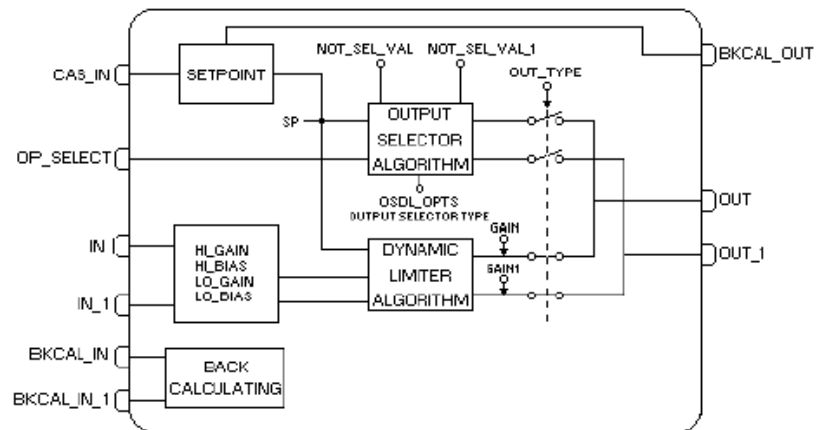 NOT_SEL_VAL NOT_SEL_VAL_1
BKCAL_OUT
CAS_IN
SETPOINT
OUT_TYPE
SP
OUTPUT
SELECTOR
ALGORITHM
OP_SELECT
OSDL_OPTS
OUTPUT SELECTOR TYPE
OUT
IN
HI_GAIN
HI_BIAS
LO_GAIN
LO_BIAS
DYNAMIC
LIMITER
ALGORITHM
GAIN
GAIN1
OUT_1
IN_1
BKCAL_IN
BACK
CALCULATING
BKCAL_IN_1